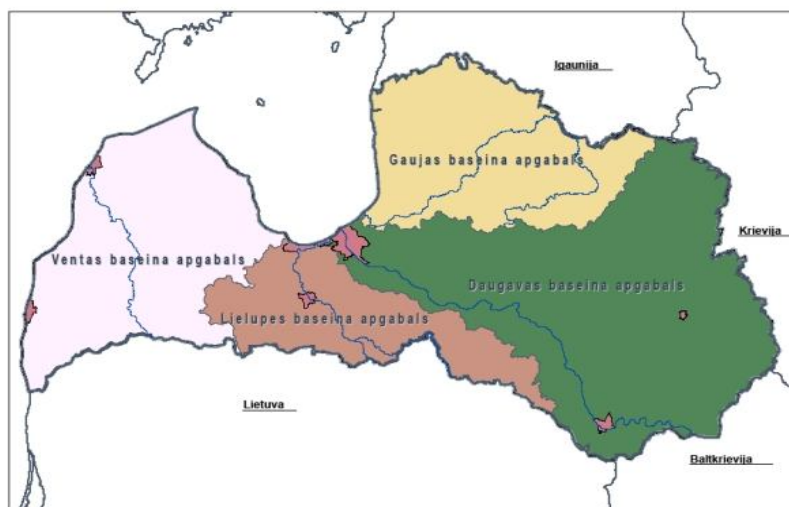 Igaunija
Gaujas baseina apgabals
Krievija
Ventas baseina apgabals
Daugavas baseina apgabals
Lielupes baseina apgabals
Lietuva
Baltkrievija